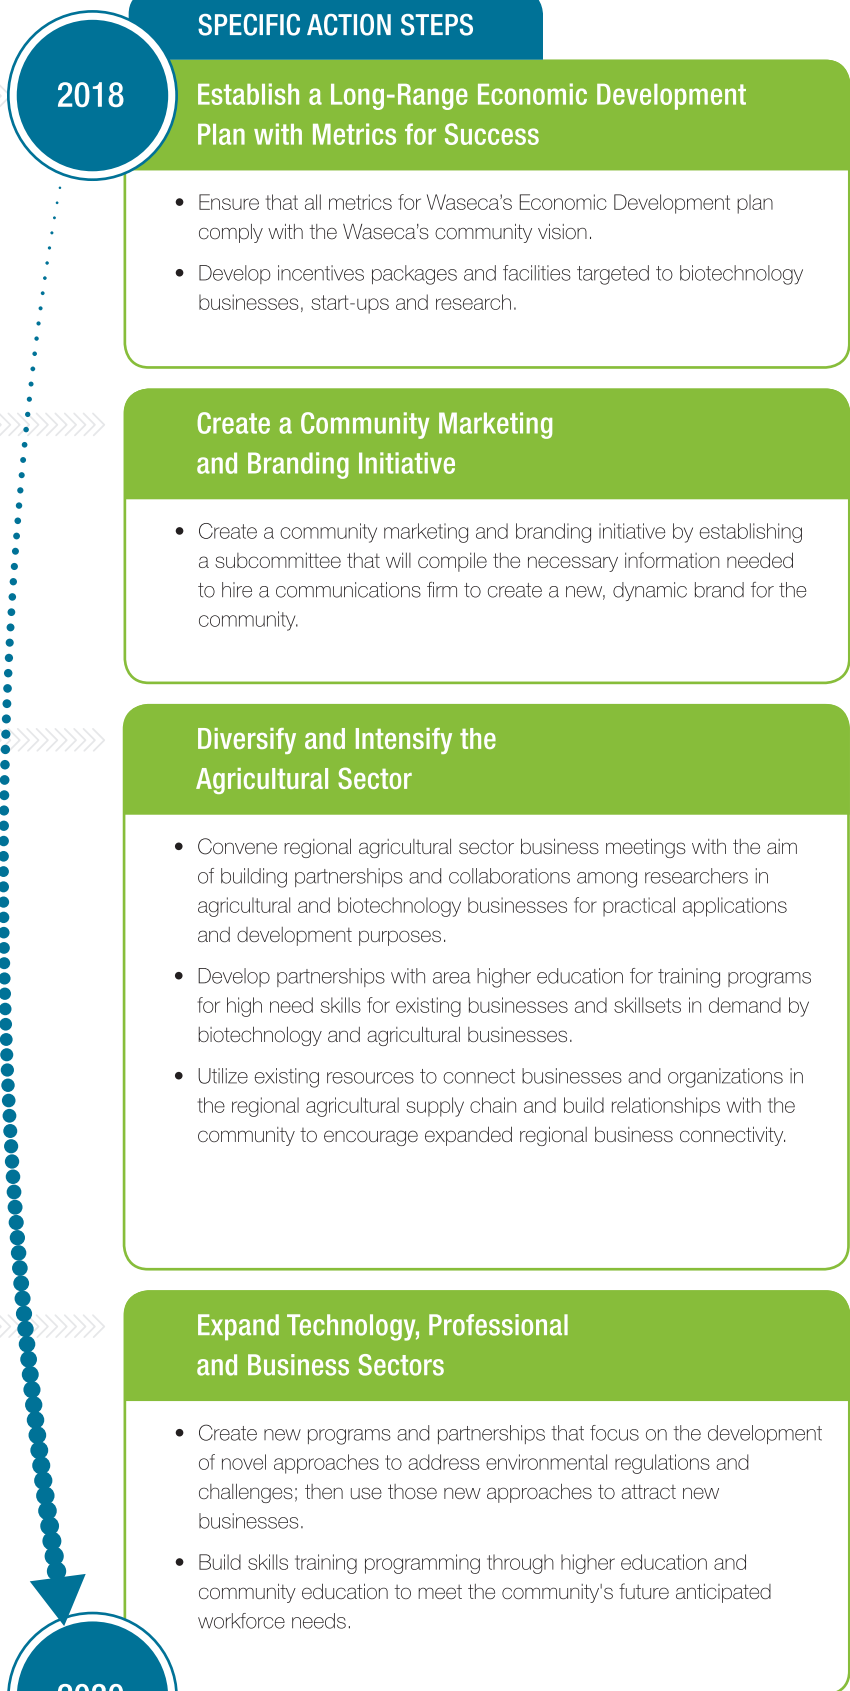 SPECIFIC ACTION STEPS
2018
Establish a Long-Range Economic Development
Plan with Metrics for Success
• Ensure that all metrics for Waseca's Economic Development plan
comply with the Waseca's community vision.
• Develop incentives packages and facilities targeted to biotechnology
businesses, start-ups and research.
Create a Community Marketing
and Branding Initiative
• Create a community marketing and branding initiative by establishing
a subcommittee that will compile the necessary information needed
to hire a communications firm to create a new, dynamic brand for the
community.
Diversify and Intensify the
Agricultural Sector
• Convene regional agricultural sector business meetings with the aim
of building partnerships and collaborations among researchers in
agricultural and biotechnology businesses for practical applications
and development purposes.
• Develop partnerships with area higher education for training programs
for high need skills for existing businesses and skillsets in demand by
biotechnology and agricultural businesses.
• Utilize existing resources to connect businesses and organizations in
the regional agricultural supply chain and build relationships with the
community to encourage expanded regional business connectivity.
Expand Technology, Professional
and Business Sectors
• Create new programs and partnerships that focus on the development
of novel approaches to address environmental regulations and
challenges; then use those new approaches to attract new
businesses.
• Build skills training programming through higher education and
community education to meet the community's future anticipated
workforce needs.